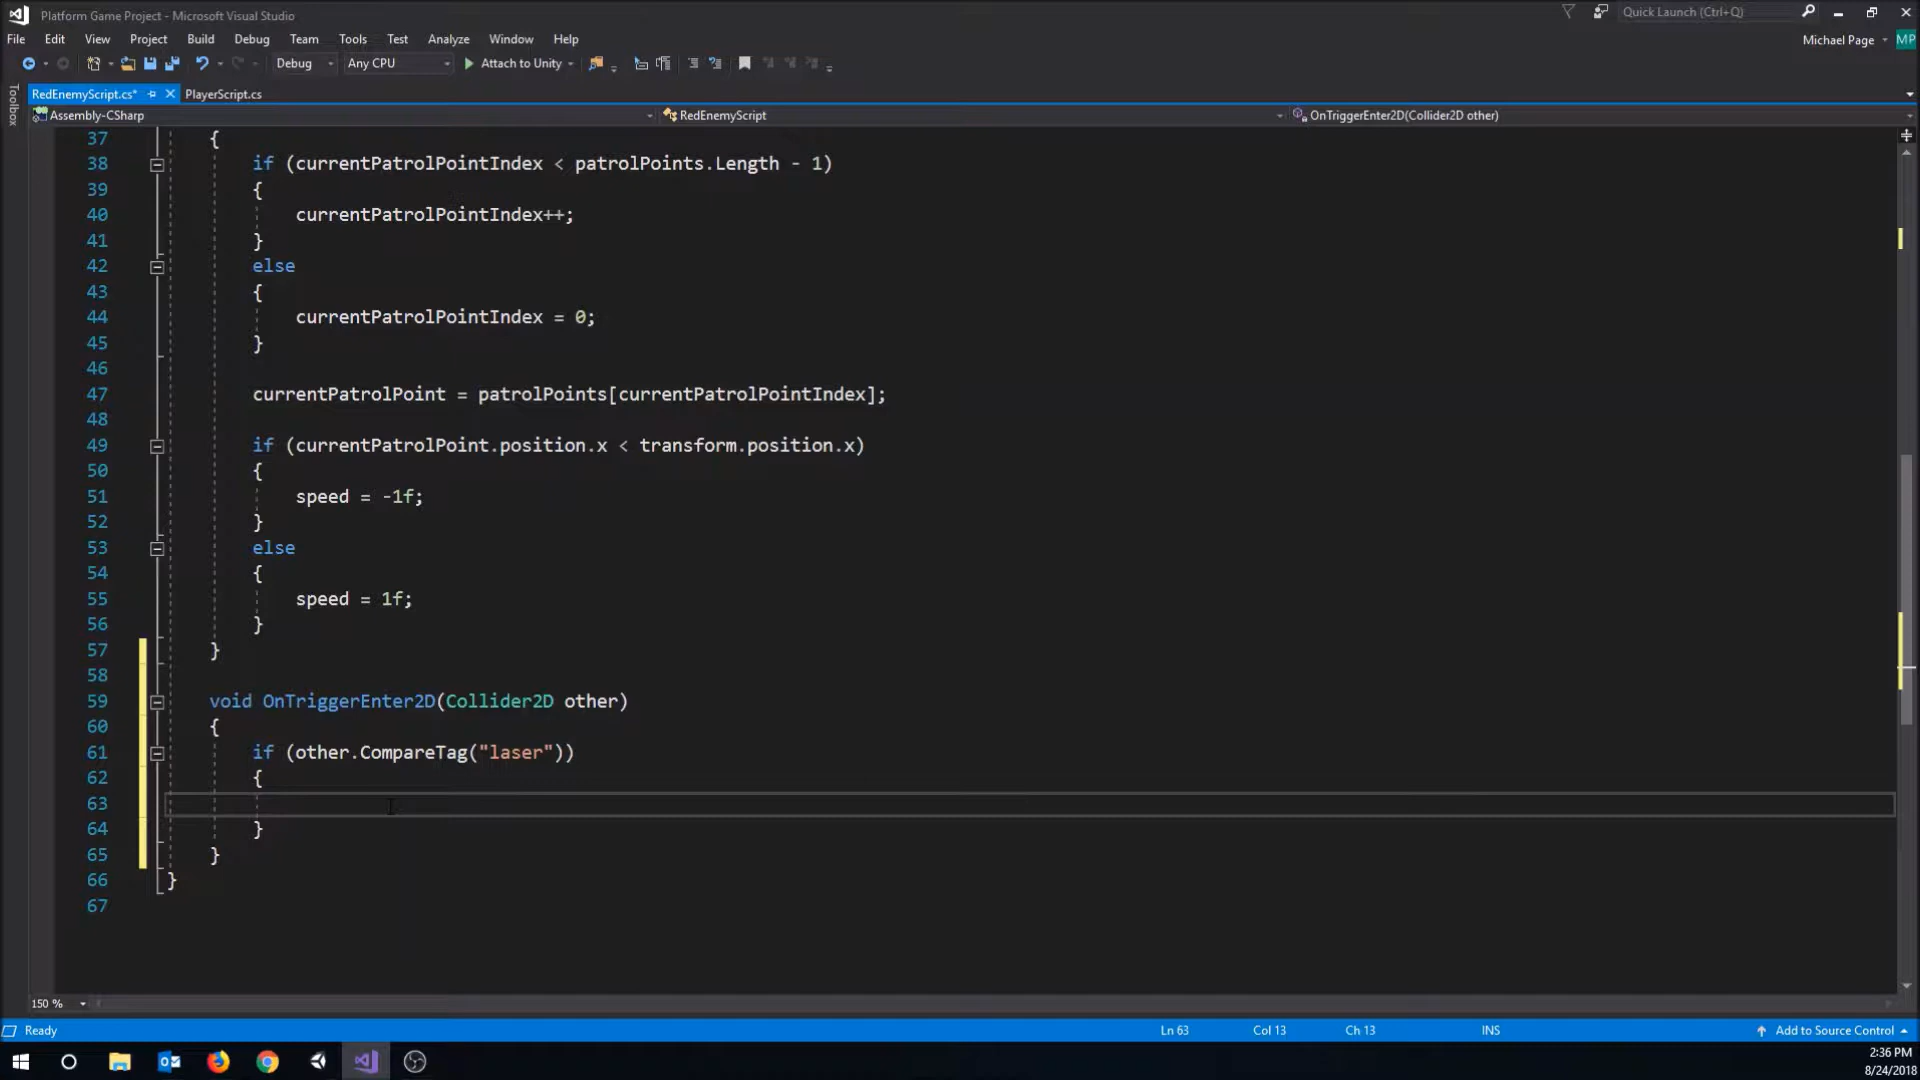 Platform Game Project - Microsoft Visual Studio
Quick Launch (Ctrl+Q)
File Edit View Project Build Debug Team Tools Test Analyze Window Help
Michael Page MP
Debug Any CPU Attach to Unity
Toolbox
RedEnemyScript.cs* PlayerScript.cs
Assembly-CSharp RedEnemyScript OnTriggerEnter2D(Collider2D other)
37 {
38 if (currentPatrolPointIndex < patrolPoints.Length - 1)
39 {
40 currentPatrolPointIndex++;
41 }
42 else
43 {
44 currentPatrolPointIndex = 0;
45 }
46
47 currentPatrolPoint = patrolPoints[currentPatrolPointIndex];
48
49 if (currentPatrolPoint.position.x < transform.position.x)
50 {
51 speed = -1f;
52 }
53 else
54 {
55 speed = 1f;
56 }
57 }
58
59 void OnTriggerEnter2D(Collider2D other)
60 {
61 if (other.CompareTag("laser"))
62 {
63
64 }
65 }
66 }
67
150 %
Ready Ln 63 Col 13 Ch 13 INS Add to Source Control
2:36 PM
8/24/2018